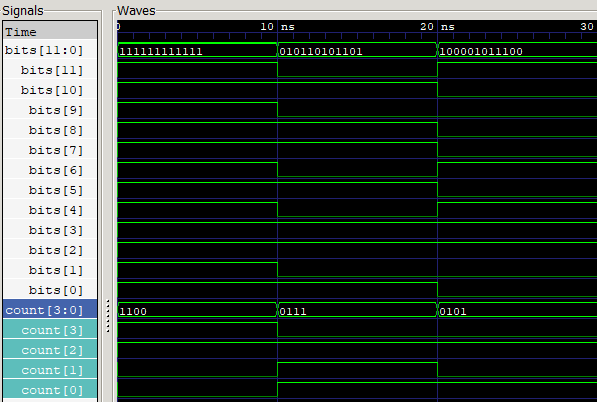 Signals Waves
Time 10 ns 20 ns 30
bits[11:0] 111111111111 010110101101 100001011100
bits[11]
bits[10]
bits[9]
bits[8]
bits[7]
bits[6]
bits[5]
bits[4]
bits[3]
bits[2]
bits[1]
bits[0]
count[3:0] 1100 0111 0101
count[3]
count[2]
count[1]
count[0]